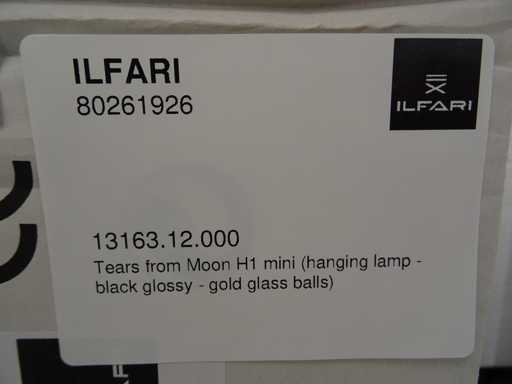 ILFARI
80261926
ILFARI
13163.12.000
Tears from Moon H1 mini (hanging lamp -
black glossy - gold glass balls)